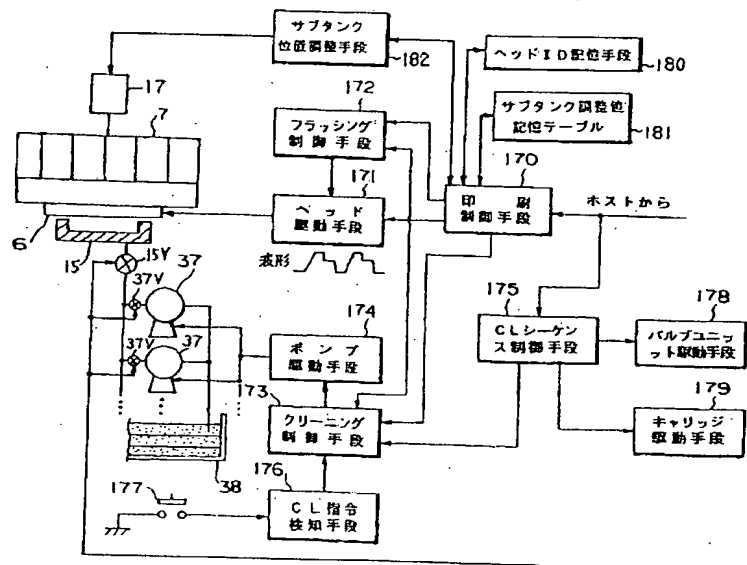 サブタンク
位置調整手段
182
ヘッドID記憶手段
180
サブタンク調整値
記憶テーブル
181
17
172
フラッシング
制御手段
7
170
印刷
制御手段
ホストから
171
ヘッド
駆動手段
6
15
15V
波形
37V
37
175
CLシーケン
ス制御手段
178
バルブユニッ
ット駆動手段
174
ポンプ
駆動手段
37V
37
173
クリーニング
制御手段
179
キャリッジ
駆動手段
38
176
CL指令
検知手段
177